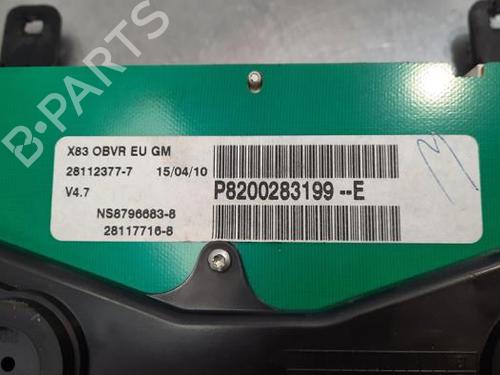 B-PARTS
X83 OBVR EU GM
28112377-7 15/04/10
V4.7 P8200283199 --E
NS8796683-8
28117716-8